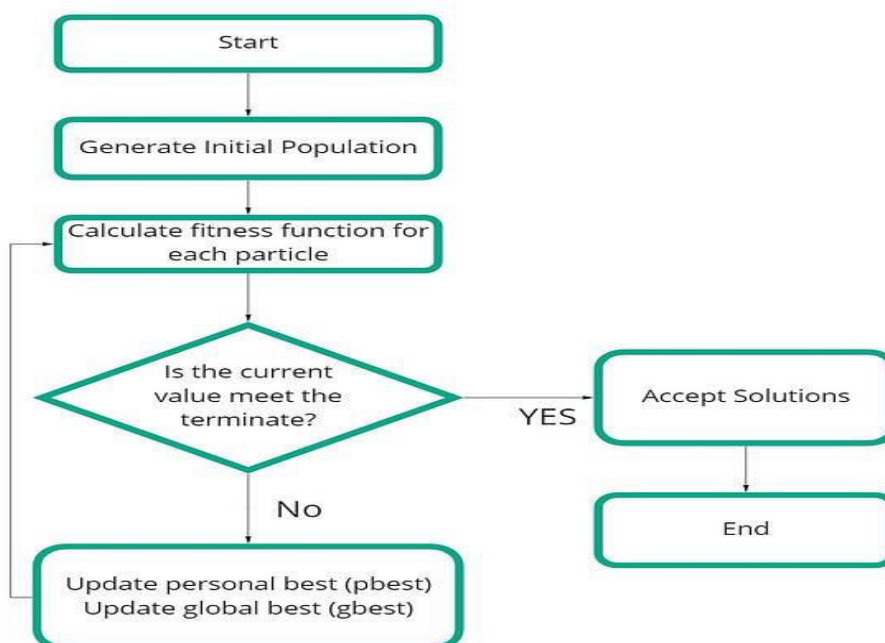 Start
Generate Initial Population
Calculate fitness function for
each particle
Is the current
value meet the
terminate?
YES
Accept Solutions
End
No
Update personal best (pbest)
Update global best (gbest)